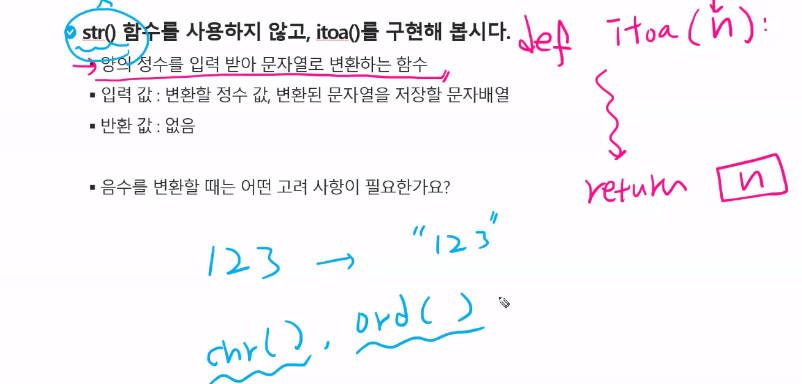 str() 함수를 사용하지 않고, itoa()를 구현해 봅시다.
def itoa(n):
▪ 양의 정수를 입력 받아 문자열로 변환하는 함수
▪ 입력 값 : 변환할 정수 값, 변환된 문자열을 저장할 문자배열
▪ 반환 값 : 없음
return n
▪ 음수를 변환할 때는 어떤 고려 사항이 필요한가요?
123 → "123"
chr(), ord()